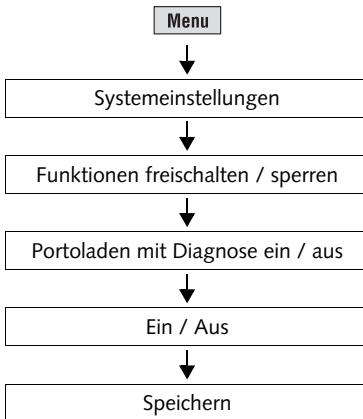 Menu
Systemeinstellungen
Funktionen freischalten / sperren
Portoladen mit Diagnose ein / aus
Ein / Aus
Speichern